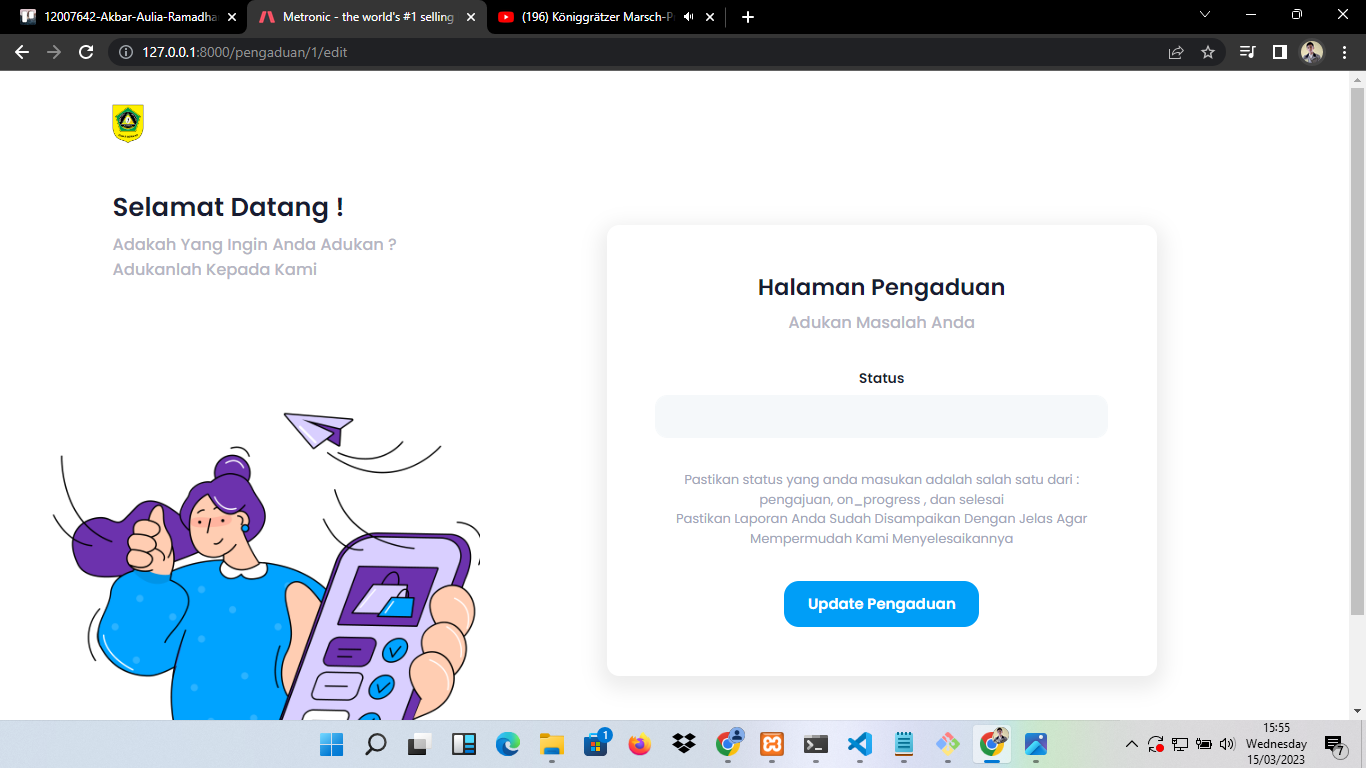 12007642-Akbar-Aulia-Ramadha
Metronic - the world's #1 selling
(196) Königgrätzer Marsch-P
127.0.0.1:8000/pengaduan/1/edit
Selamat Datang !
Adakah Yang Ingin Anda Adukan ?
Adukanlah Kepada Kami
Halaman Pengaduan
Adukan Masalah Anda
Status
Pastikan status yang anda masukan adalah salah satu dari :
pengajuan, on_progress , dan selesai
Pastikan Laporan Anda Sudah Disampaikan Dengan Jelas Agar
Mempermudah Kami Menyelesaikannya
Update Pengaduan
1
15:55
Wednesday
15/03/2023
7